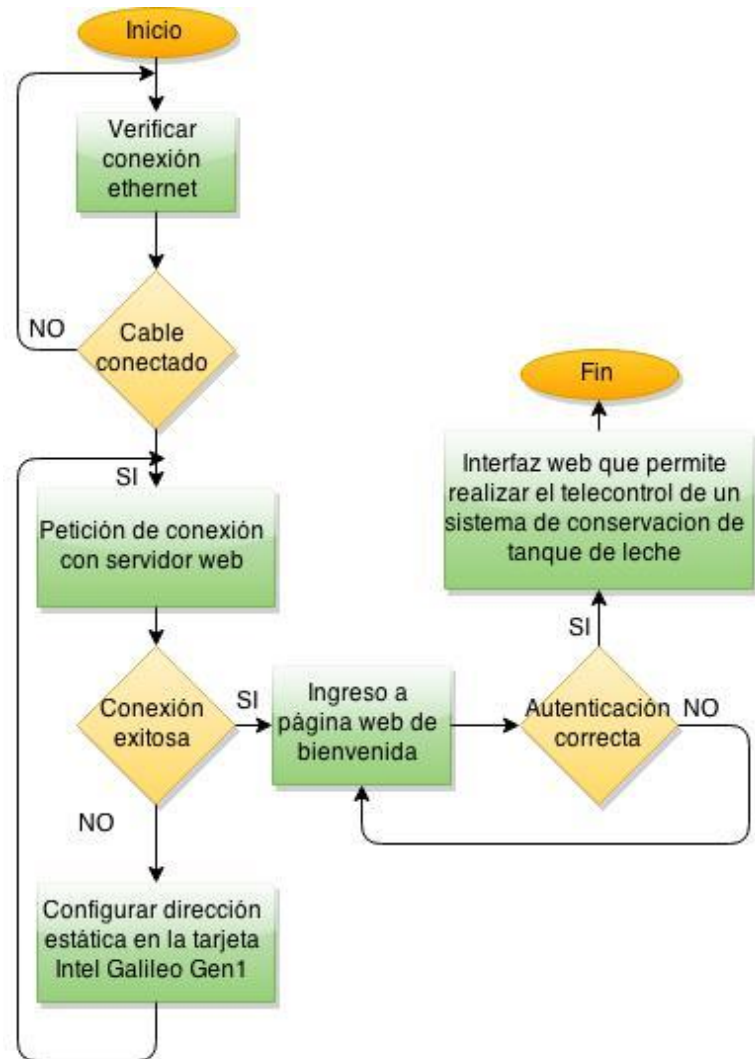 Inicio
Verificar
conexión
ethernet
Cable
conectado
NO
SI
Petición de conexión
con servidor web
Conexión
exitosa
SI
NO
Configurar dirección
estática en la tarjeta
Intel Galileo Gen1
Ingreso a
página web de
bienvenida
Autenticación
correcta
NO
SI
Interfaz web que permite
realizar el telecontrol de un
sistema de conservacion de
tanque de leche
Fin